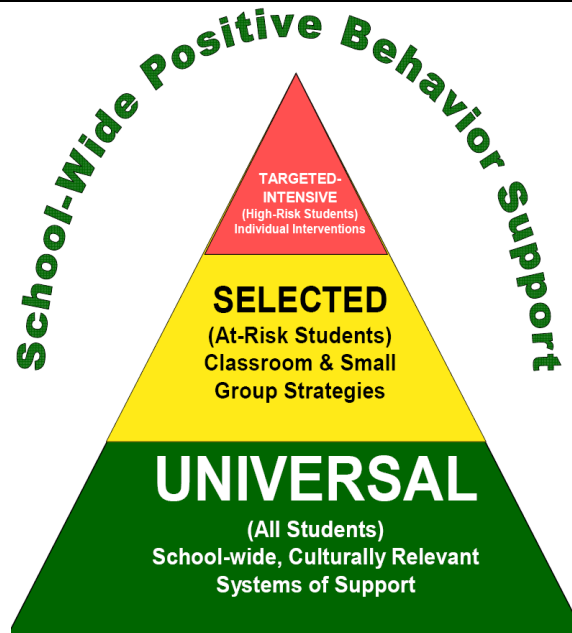 School-Wide Positive Behavior Support
TARGETED-
INTENSIVE
(High-Risk Students)
Individual Interventions
SELECTED
(At-Risk Students)
Classroom & Small
Group Strategies
UNIVERSAL
(All Students)
School-wide, Culturally Relevant
Systems of Support